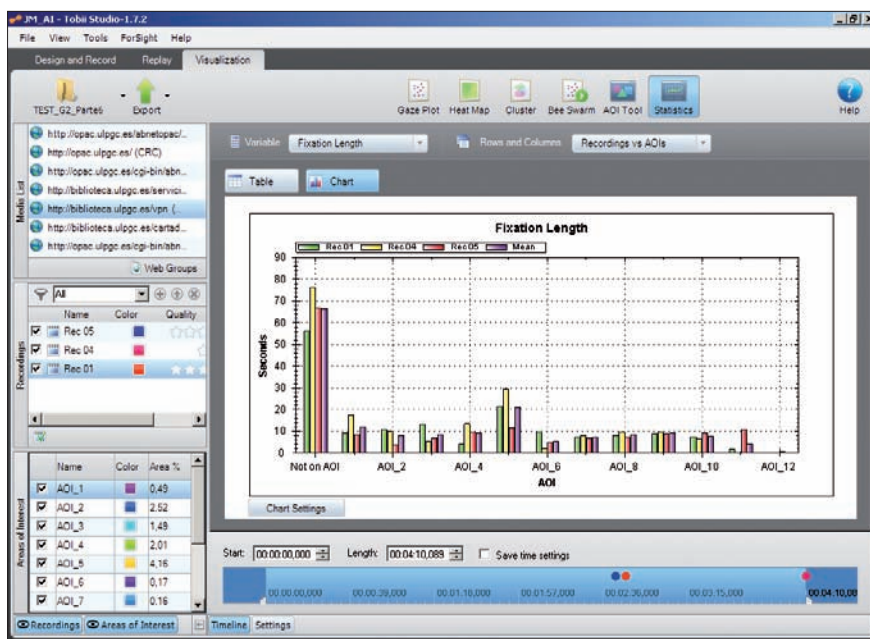 JM_AI - Tobii Studio-1.7.2
File View Tools ForSight Help
Design and Record Replay Visualization
TEST_G2_Parte6 Export Gaze Plot Heat Map Cluster Bee Swarm AOI Tool Statistics Help
Media List
http://opac.ulpgc.es/abnetopac/...
http://opac.ulpgc.es/ (CRC)
http://opac.ulpgc.es/cgi-bin/abn...
http://biblioteca.ulpgc.es/servici...
http://biblioteca.ulpgc.es/vpn (...
http://biblioteca.ulpgc.es/cartad...
http://opac.ulpgc.es/cgi-bin/abn...
Web Groups
Recordings
All
Name Color Quality
Rec 05
Rec 04
Rec 01
Areas of Interest
Name Color Area %
AOI_1 0,49
AOI_2 2,52
AOI_3 1,49
AOI_4 2,01
AOI_5 4,16
AOI_6 0,17
AOI_7 0,16
Recordings Areas of Interest
Variable Fixation Length Rows and Columns Recordings vs AOIs
Table Chart
Fixation Length
Rec01 Rec04 Rec05 Mean
Seconds
90
80
70
60
50
40
30
20
10
0
Not on AOI AOI_2 AOI_4 AOI_6 AOI_8 AOI_10 AOI_12
AOI
Chart Settings
Start: 00:00:00,000 Length: 00:04:10,089 Save time settings
00:00:00,000 00:00:39,000 00:01:18,000 00:01:57,000 00:02:36,000 00:03:15,000 00:04:10,08
Timeline Settings